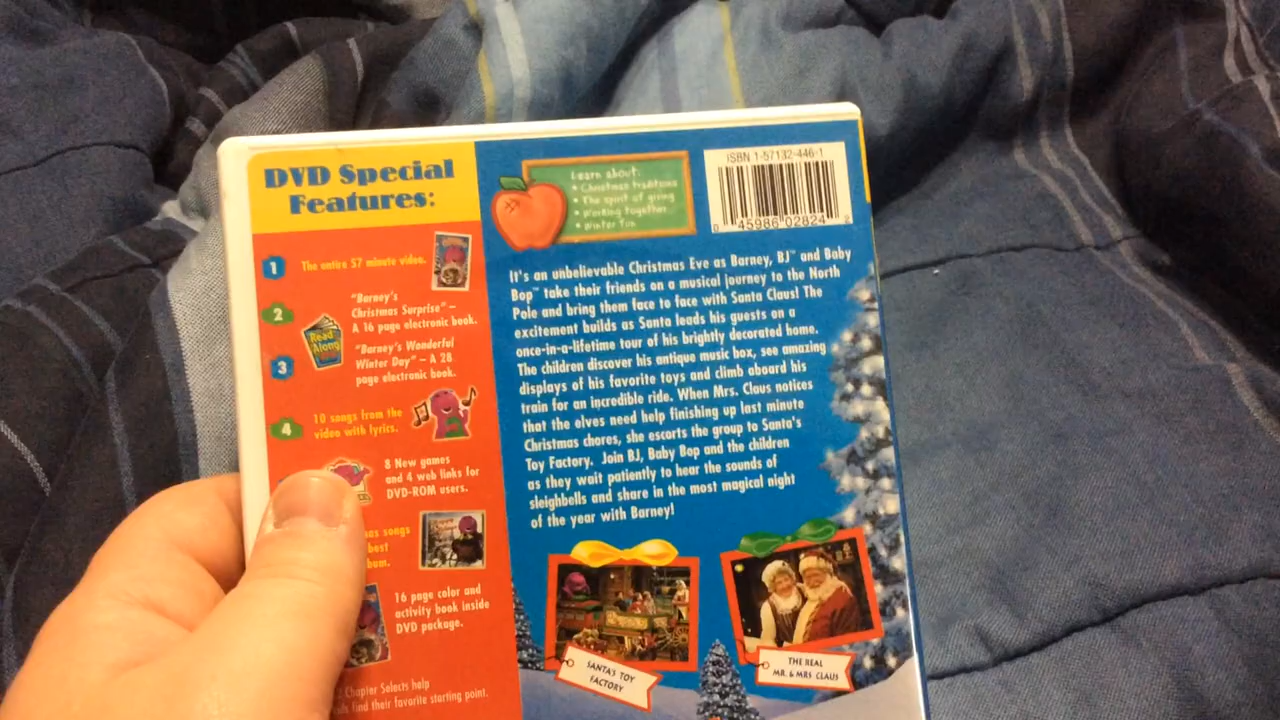 DVD Special
Features:
1
The entire 57 minute video.
2
"Barney's
Christmas Surprise" –
A 16 page electronic book.
Read
Along
3
"Barney's Wonderful
Winter Day" – A 28
page electronic book.
4
10 songs from the
video with lyrics.
8 New games
and 4 web links for
DVD-ROM users.
songs
best
16 page color and
activity book inside
DVD package.
Chapter Selects help
find their favorite starting point.
Learn about:
• Christmas traditions
• The spirit of giving
• Working together
• Winter fun
ISBN 1-57132-446-1
0 45986 02824 2
It's an unbelievable Christmas Eve as Barney, BJ™ and Baby
Bop™ take their friends on a musical journey to the North
Pole and bring them face to face with Santa Claus! The
excitement builds as Santa leads his guests on a
once-in-a-lifetime tour of his brightly decorated home.
The children discover his antique music box, see amazing
displays of his favorite toys and climb aboard his
train for an incredible ride. When Mrs. Claus notices
that the elves need help finishing up last minute
Christmas chores, she escorts the group to Santa's
Toy Factory. Join BJ, Baby Bop and the children
as they wait patiently to hear the sounds of
sleighbells and share in the most magical night
of the year with Barney!
SANTA'S TOY
FACTORY
THE REAL
MR. & MRS. CLAUS